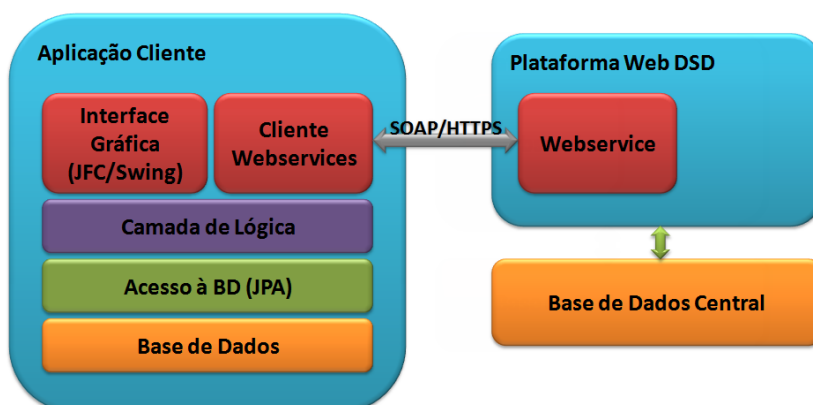 Aplicação Cliente
Interface
Gráfica
(JFC/Swing)
Cliente
Webservices
Camada de Lógica
Acesso à BD (JPA)
Base de Dados
SOAP/HTTPS
Plataforma Web DSD
Webservice
Base de Dados Central